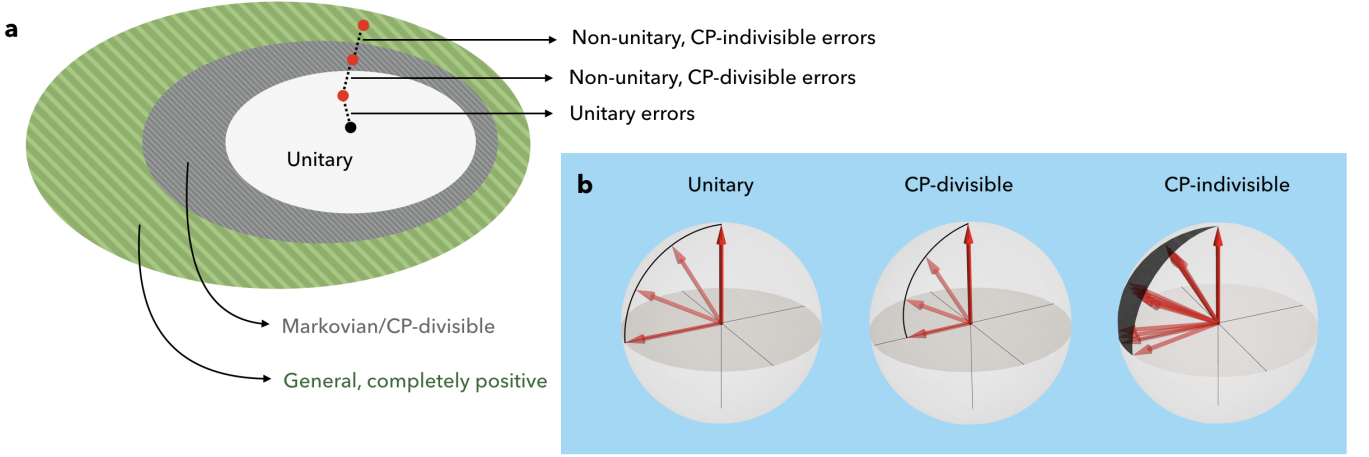 a
Non-unitary, CP-indivisible errors
Non-unitary, CP-divisible errors
Unitary errors
Unitary
Markovian/CP-divisible
General, completely positive
b
Unitary
CP-divisible
CP-indivisible